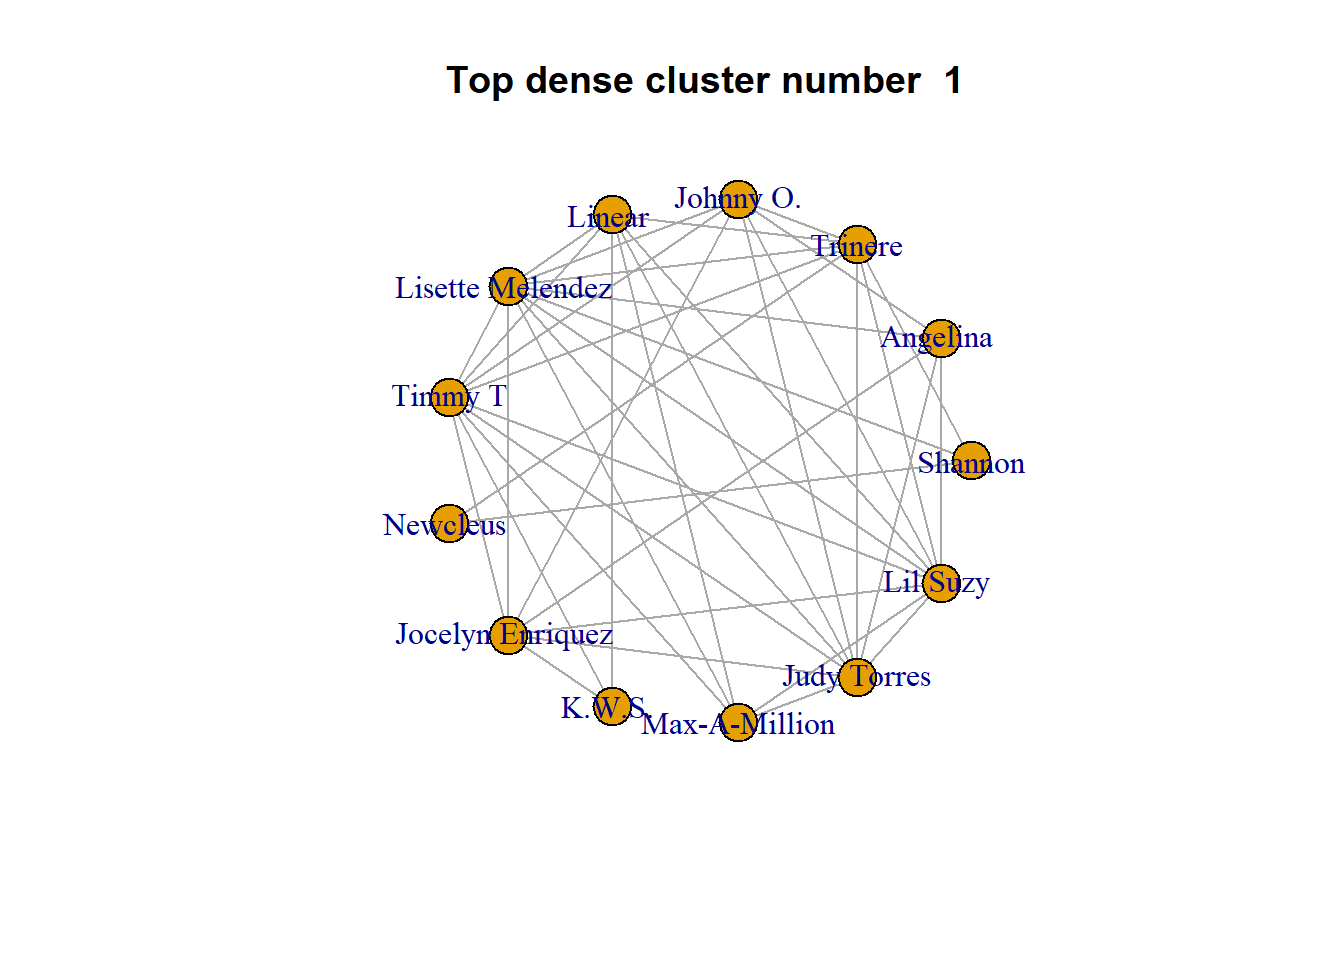 Top dense cluster number 1
Johnny O.
Linear
Trinere
Lisette Melendez
Angelina
Timmy T
Shannon
Newcleus
Lil Suzy
Jocelyn Enriquez
Judy Torres
K.W.S.
Max-A-Million